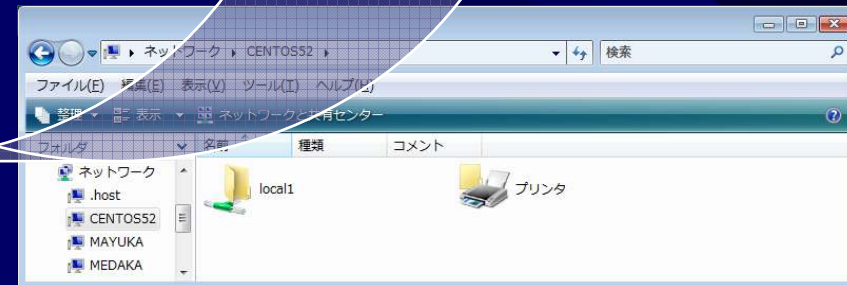 ネットワーク ▸ CENTOS52 ▸
検索
ファイル(F) 編集(E) 表示(V) ツール(T) ヘルプ(H)
整理 表示 ネットワークと共有センター
フォルダ 名前 種類 コメント
ネットワーク
.host
CENTOS52
MAYUKA
MEDAKA
local1
プリンタ